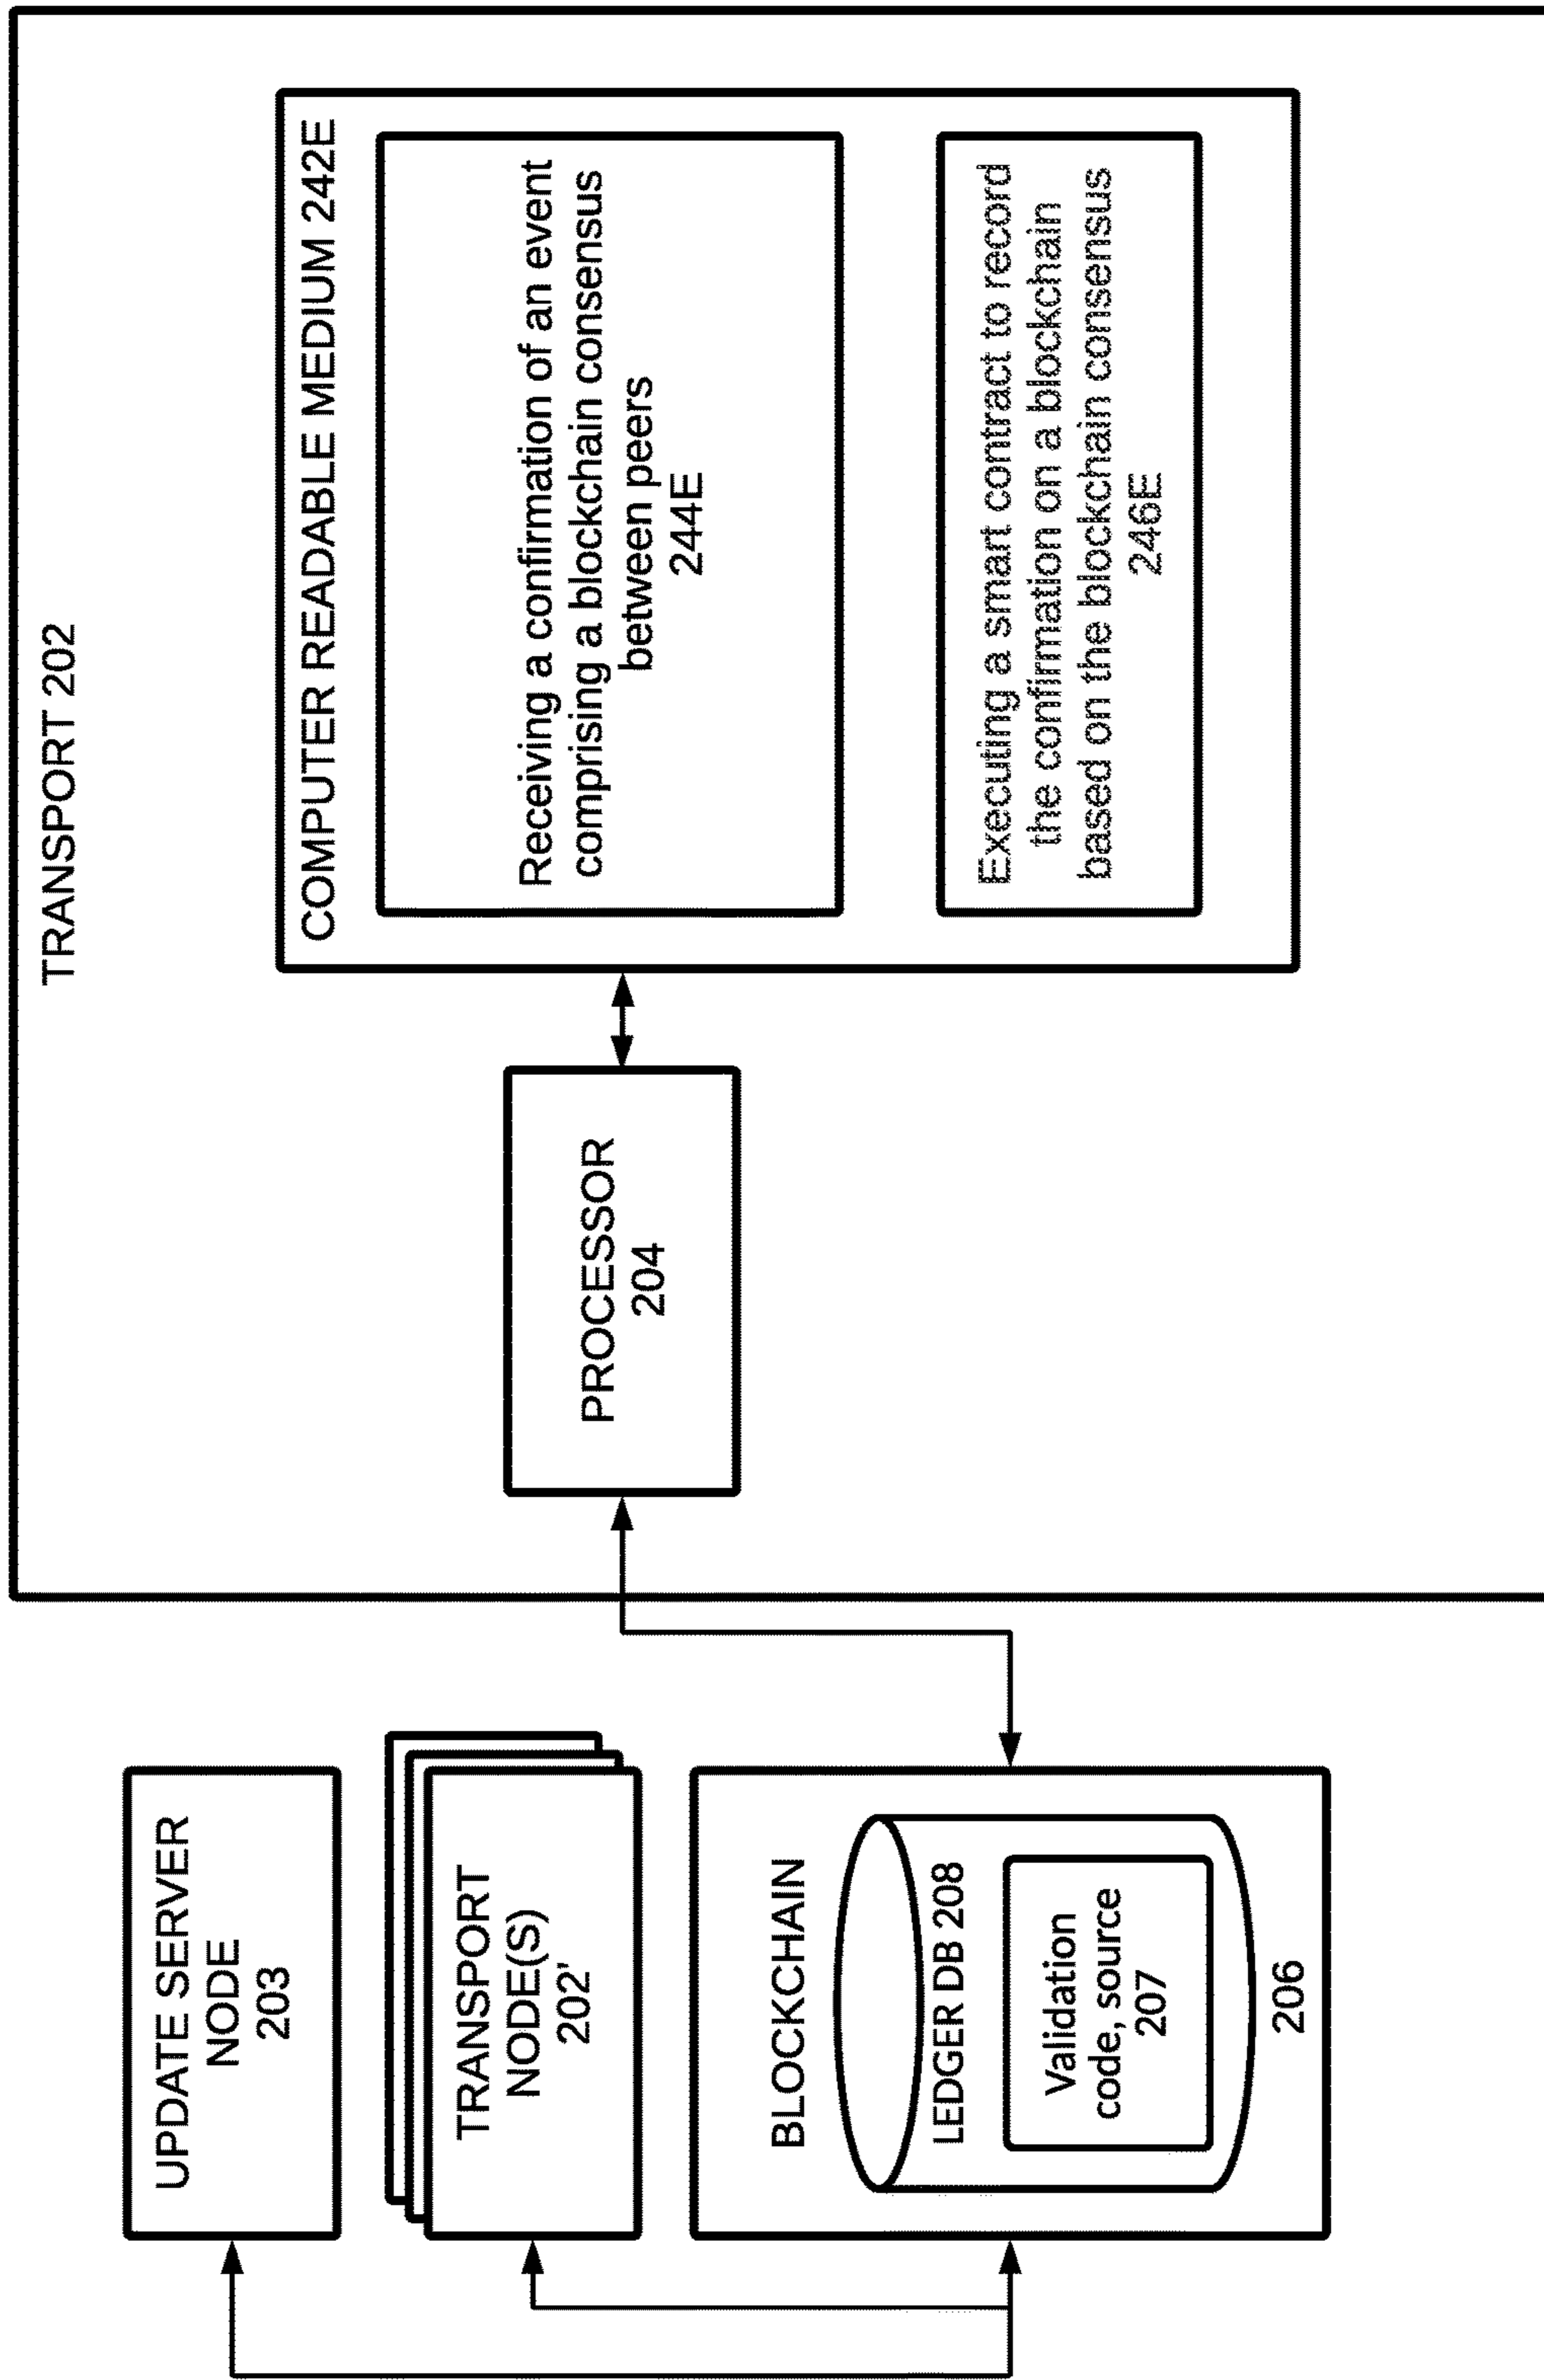 TRANSPORT 202
UPDATE SERVER
NODE
203
TRANSPORT
NODE(S)
202'
BLOCKCHAIN
LEDGER DB 208
Validation
code, source
207
206
PROCESSOR
204
COMPUTER READABLE MEDIUM 242E
Receiving a confirmation of an event
comprising a blockchain consensus
between peers
244E
Executing a smart contract to record
the confirmation on a blockchain
based on the blockchain consensus
246E